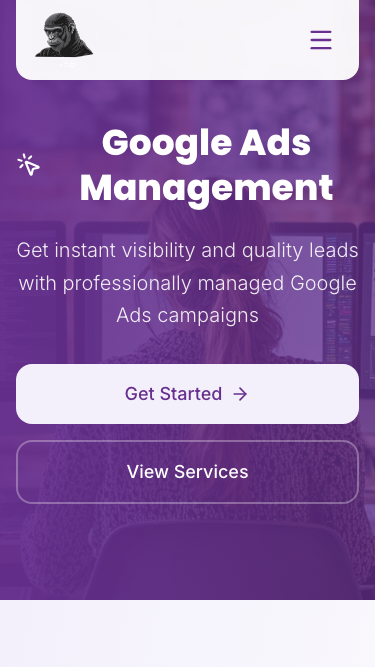 Google Ads
Management
Get instant visibility and quality leads
with professionally managed Google
Ads campaigns
Get Started
View Services